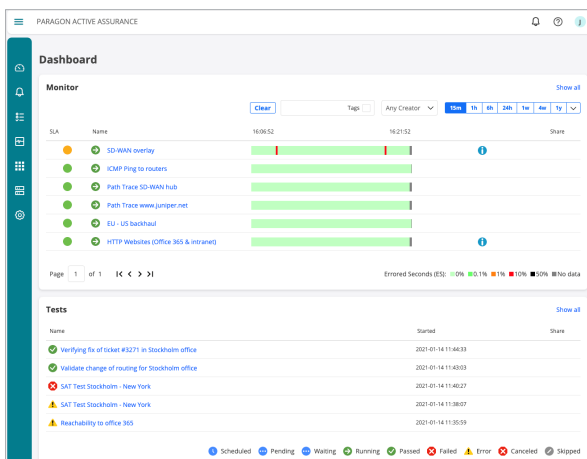 PARAGON ACTIVE ASSURANCE
j
Dashboard
Monitor
Show all
Clear
Tags
Any Creator
15m 1h 6h 24h 1w 4w 1y
SLA Name 16:06:52 16:21:52 Share
SD-WAN overlay
ICMP Ping to routers
Path Trace SD-WAN hub
Path Trace www.juniper.net
EU - US backhaul
HTTP Websites (Office 365 & intranet)
Page 1 of 1
Errored Seconds (ES): 0% 0.1% 1% 10% 50% No data
Tests
Show all
Name Started Share
Verifying fix of ticket #3271 in Stockholm office 2021-01-14 11:44:33
Validate change of routing for Stockholm office 2021-01-14 11:43:03
SAT Test Stockholm - New York 2021-01-14 11:40:27
SAT Test Stockholm - New York 2021-01-14 11:38:07
Reachability to office 365 2021-01-14 11:35:59
Scheduled Pending Waiting Running Passed Failed Error Canceled Skipped